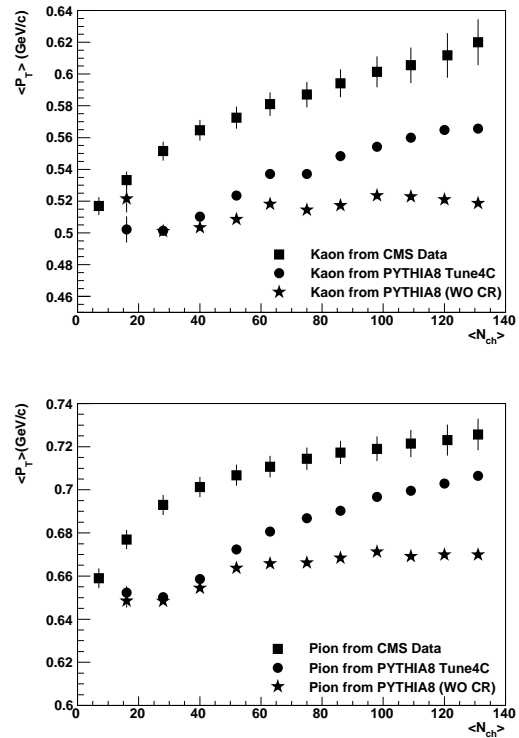 <P_T> (GeV/c)
0.64
0.62
0.6
0.58
0.56
0.54
0.52
0.5
0.48
0.46
Kaon from CMS Data
Kaon from PYTHIA8 Tune4C
Kaon from PYTHIA8 (WO CR)
0 20 40 60 80 100 120 140
<N_ch>
<P_T>(GeV/c)
0.74
0.72
0.7
0.68
0.66
0.64
0.62
0.6
Pion from CMS Data
Pion from PYTHIA8 Tune4C
Pion from PYTHIA8 (WO CR)
0 20 40 60 80 100 120 140
<N_ch>